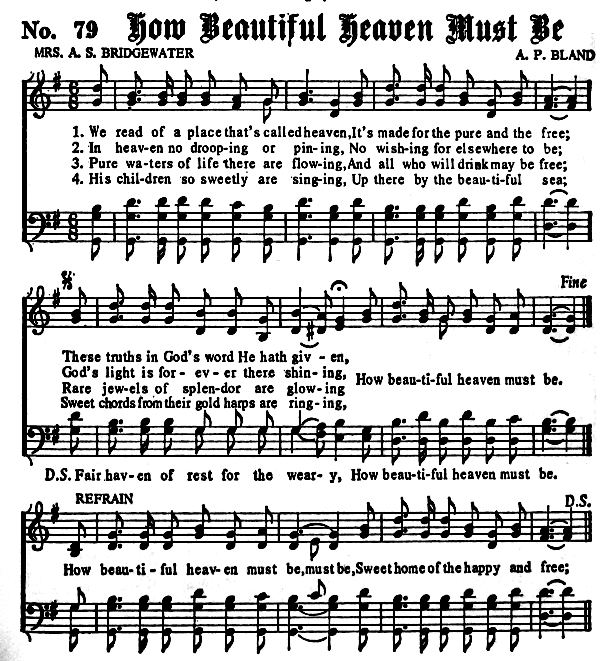 No. 79 How Beautiful Heaven Must Be
MRS. A. S. BRIDGEWATER A. P. BLAND
1. We read of a place that's called heaven, It's made for the pure and the free;
2. In heav-en no droop-ing or pin-ing, No wish-ing for elsewhere to be;
3. Pure wa-ters of life there are flow-ing, And all who will drink may be free;
4. His chil-dren so sweetly are sing-ing, Up there by the beau-ti-ful sea;
Fine
These truths in God's word He hath giv - en,
God's light is for- ev- er there shin- ing,
Rare jew-els of splen-dor are glow-ing
Sweet chords from their gold harps are ring-ing,
How beau-ti-ful heaven must be.
D.S. Fair hav-en of rest for the wear-y, How beau-ti-ful heaven must be.
REFRAIN D.S.
How beau-ti- ful heav-en must be, must be, Sweet home of the happy and free;